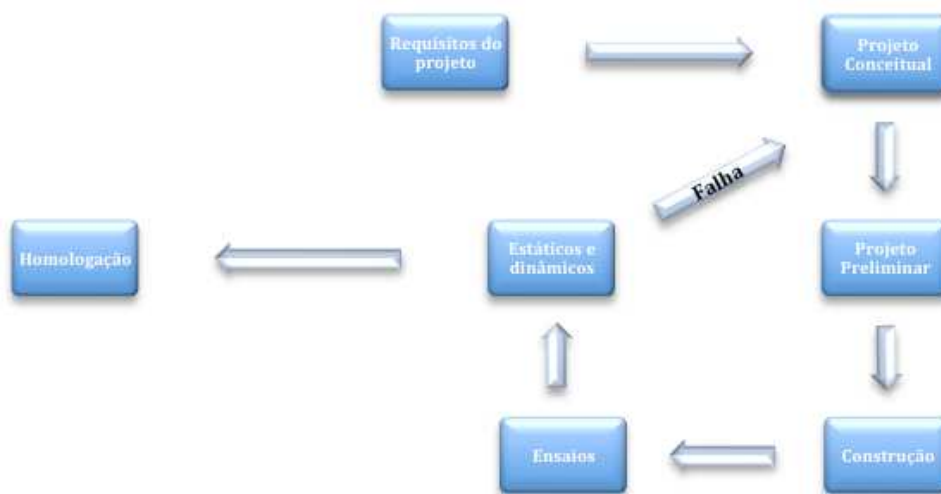 Requisitos do
projeto
Projeto
Conceitual
Falha
Homologação
Estáticos e
dinâmicos
Projeto
Preliminar
Ensaios
Construção